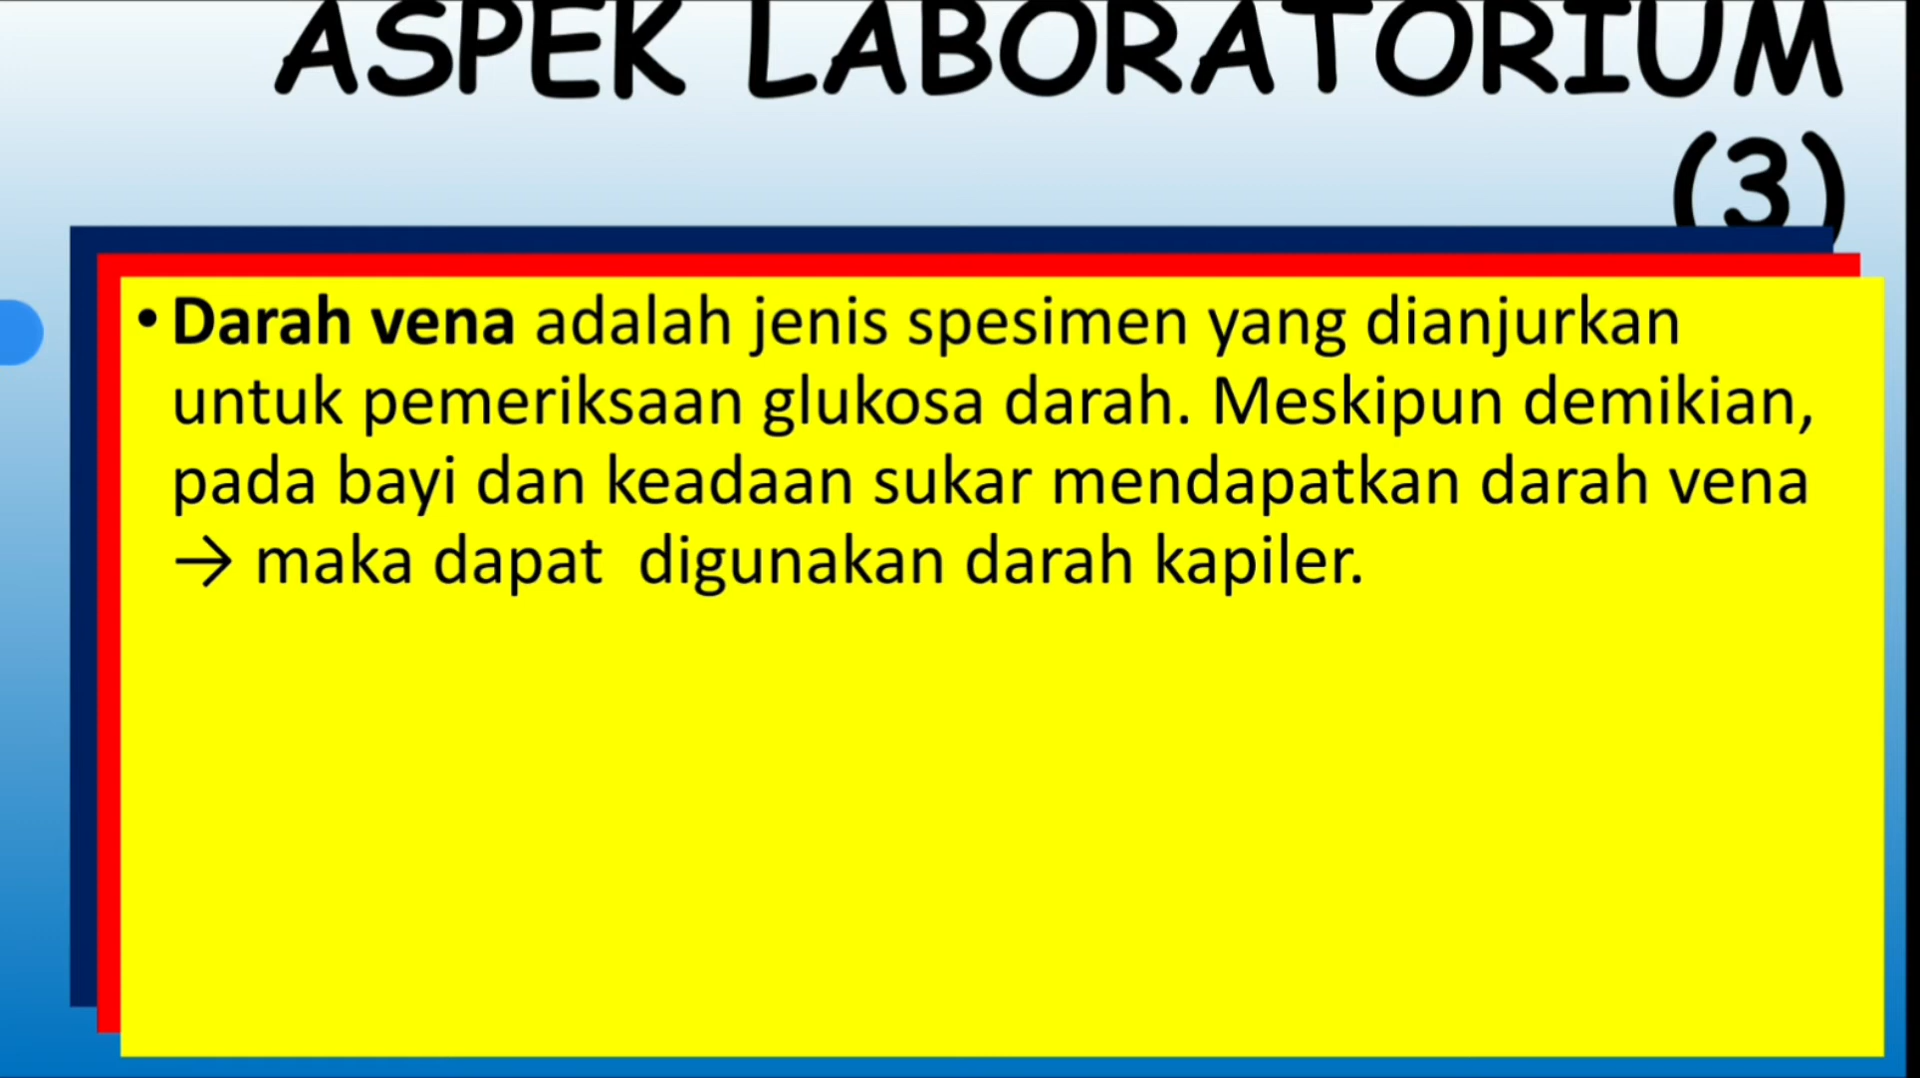 ASPEK LABORATORIUM
(3)
• Darah vena adalah jenis spesimen yang dianjurkan
untuk pemeriksaan glukosa darah. Meskipun demikian,
pada bayi dan keadaan sukar mendapatkan darah vena
→ maka dapat  digunakan darah kapiler.